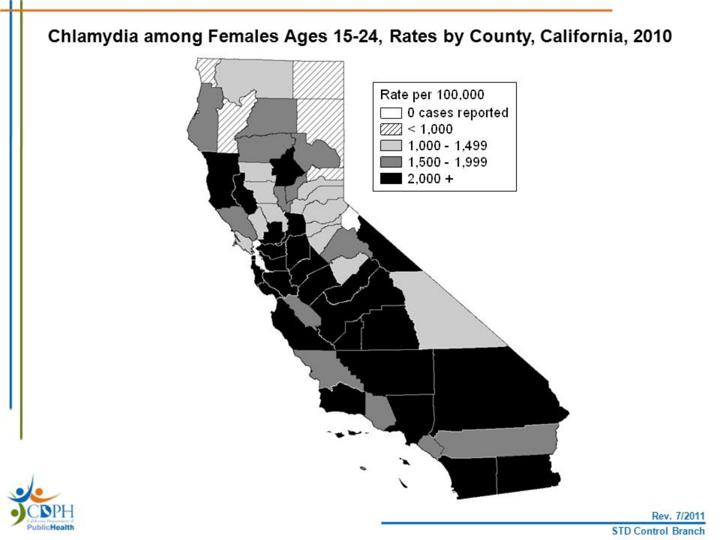 Chlamydia among Females Ages 15-24, Rates by County, California, 2010
Rate per 100,000
0 cases reported
< 1,000
1,000 - 1,499
1,500 - 1,999
2,000 +
CDPH
California Department of
PublicHealth
Rev. 7/2011
STD Control Branch